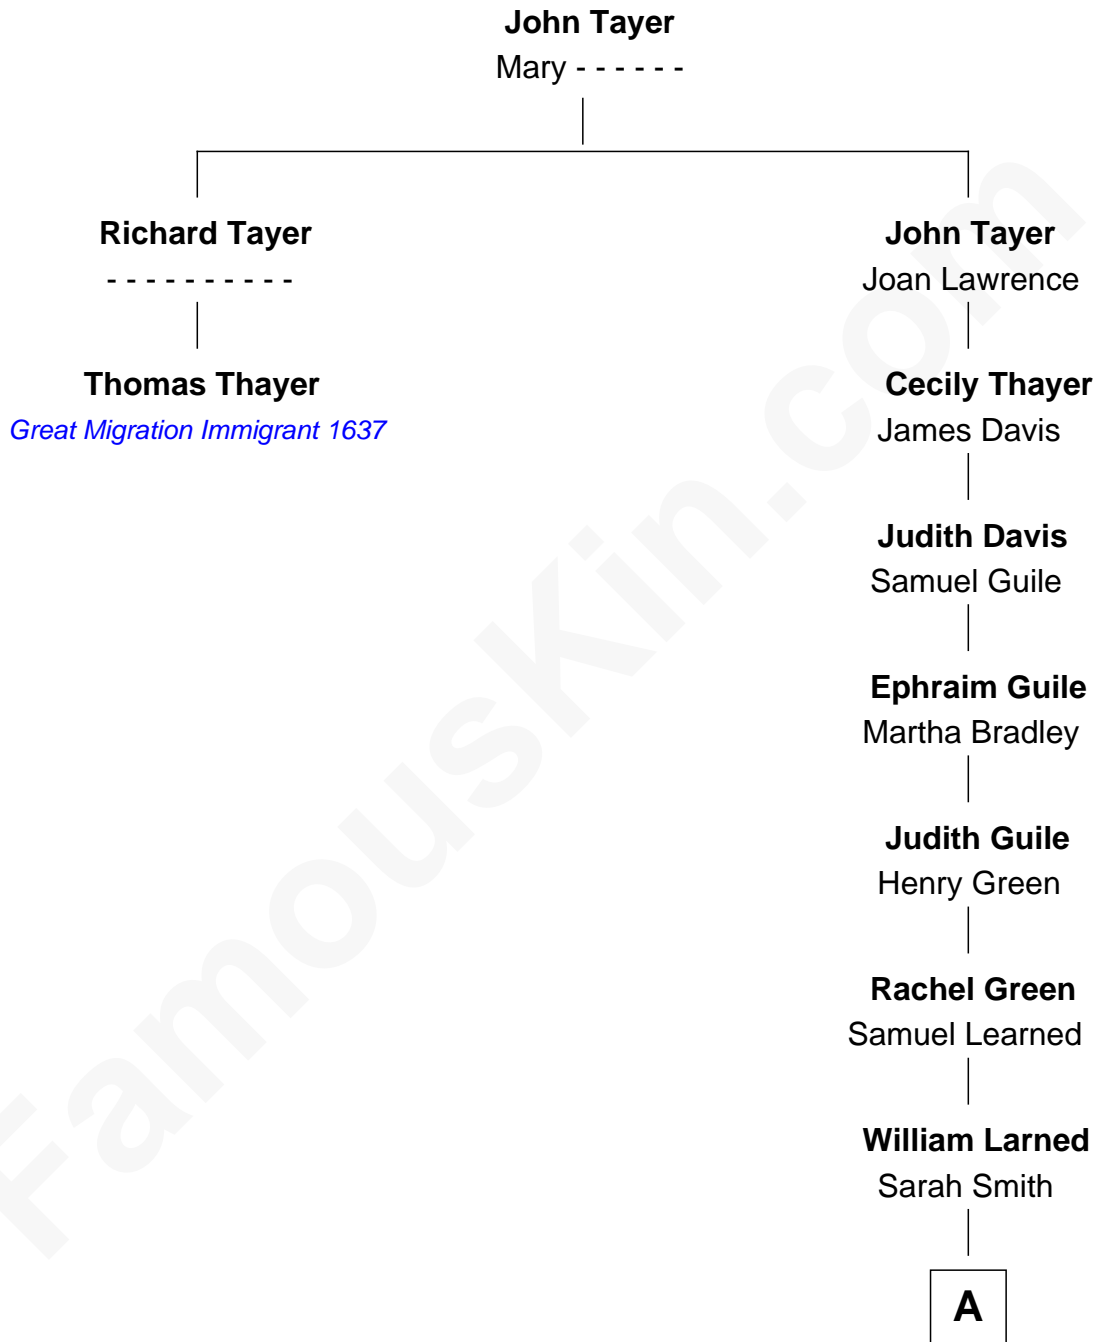 John Tayer
Mary - - - - - -
Richard Tayer
- - - - - - - - - -
Thomas Thayer
Great Migration Immigrant 1637
John Tayer
Joan Lawrence
Cecily Thayer
James Davis
Judith Davis
Samuel Guile
Ephraim Guile
Martha Bradley
Judith Guile
Henry Green
Rachel Green
Samuel Learned
William Larned
Sarah Smith
A
FamousKin.com